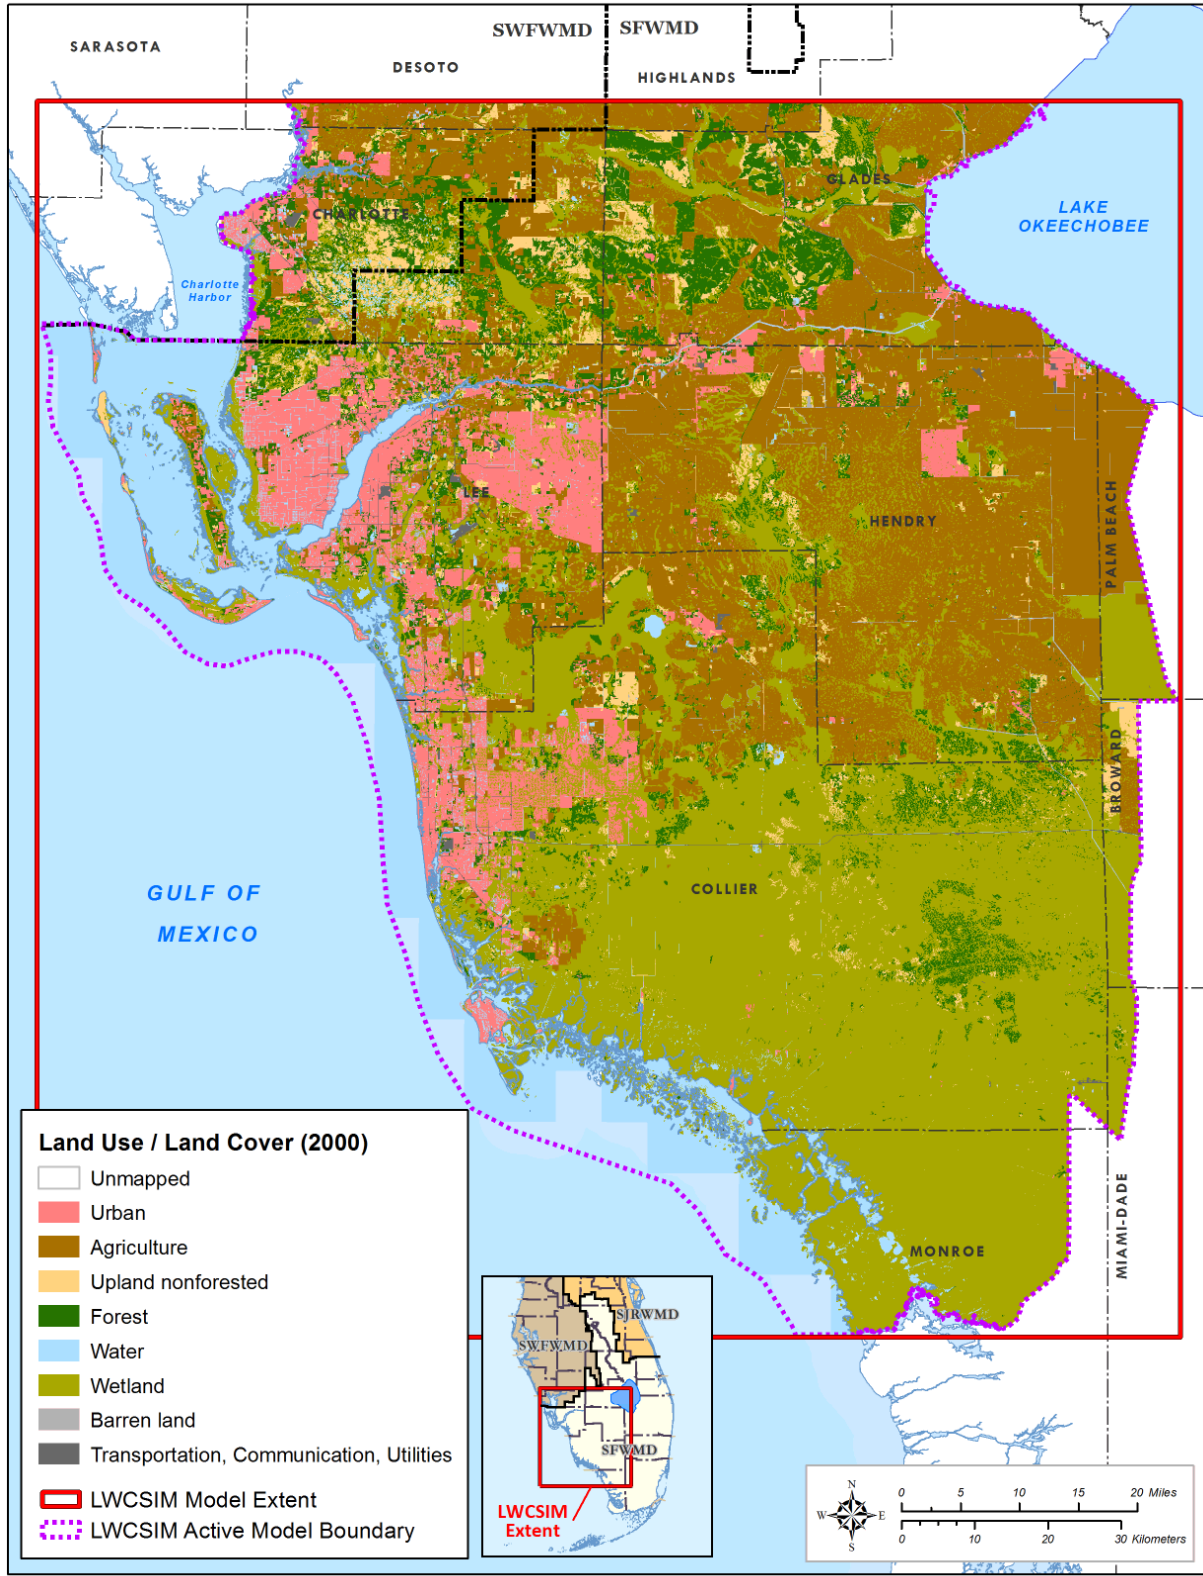 SWFWMD
SFWMD
SARASOTA
DESOTO
HIGHLANDS
GLADES
CHARLOTTE
LAKE
OKEECHOBEE
Charlotte
Harbor
LEE
HENDRY
PALM BEACH
BROWARD
COLLIER
GULF OF
MEXICO
MONROE
MIAMI-DADE
Land Use / Land Cover (2000)
Unmapped
Urban
Agriculture
Upland nonforested
Forest
Water
Wetland
Barren land
Transportation, Communication, Utilities
LWCSIM Model Extent
LWCSIM Active Model Boundary
SJRWMD
SWFWMD
SFWMD
LWCSIM
Extent
N
W
E
S
0 5 10 15 20 Miles
0 10 20 30 Kilometers